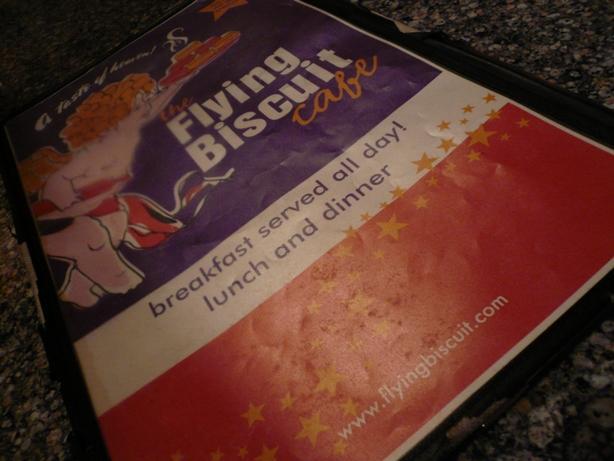 A taste of heaven!
the
Flying
Biscuit
cafe
breakfast served all day!
lunch and dinner
www.flyingbiscuit.com